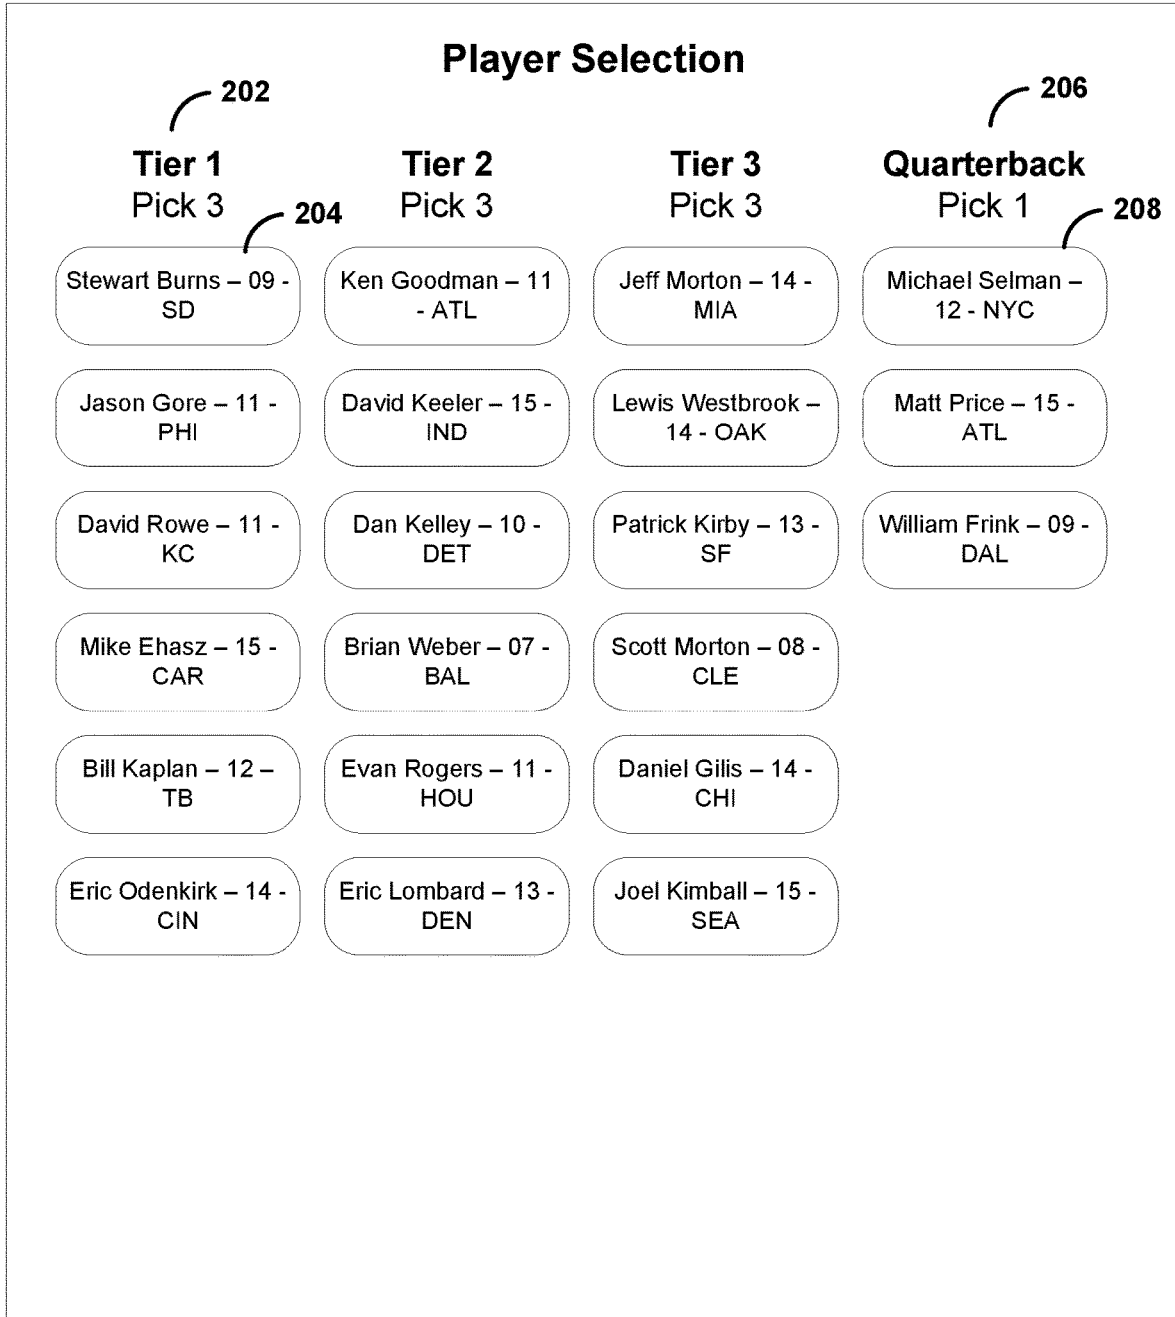 Player Selection
202
206
Tier 1
Tier 2
Tier 3
Quarterback
Pick 3
Pick 3
Pick 3
Pick 1
204
208
Stewart Burns – 09 -
SD
Ken Goodman – 11
- ATL
Jeff Morton – 14 -
MIA
Michael Selman –
12 - NYC
Jason Gore – 11 -
PHI
David Keeler – 15 -
IND
Lewis Westbrook –
14 - OAK
Matt Price – 15 -
ATL
David Rowe – 11 -
KC
Dan Kelley – 10 -
DET
Patrick Kirby – 13 -
SF
William Frink – 09 -
DAL
Mike Ehasz – 15 -
CAR
Brian Weber – 07 -
BAL
Scott Morton – 08 -
CLE
Bill Kaplan – 12 –
TB
Evan Rogers – 11 -
HOU
Daniel Gilis – 14 -
CHI
Eric Odenkirk – 14 -
CIN
Eric Lombard – 13 -
DEN
Joel Kimball – 15 -
SEA